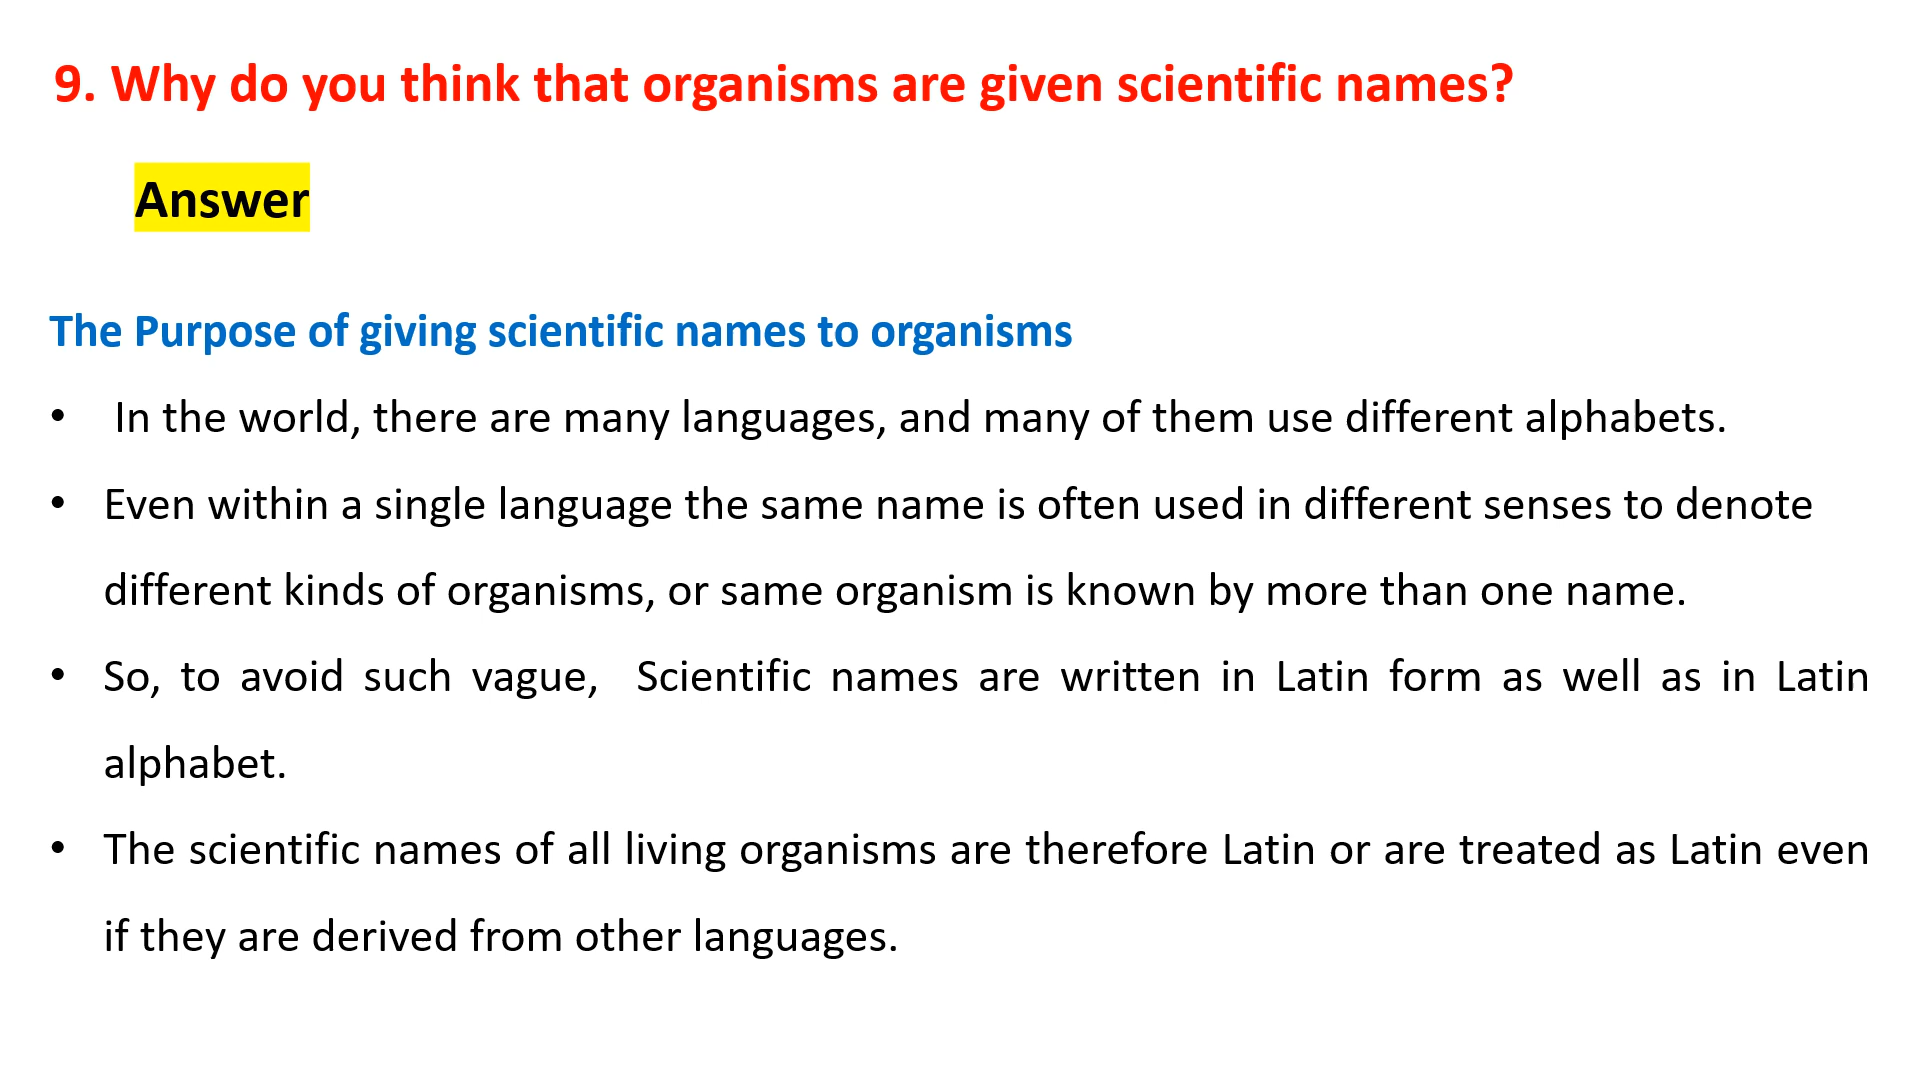 9. Why do you think that organisms are given scientific names?
Answer
The Purpose of giving scientific names to organisms
• In the world, there are many languages, and many of them use different alphabets.
• Even within a single language the same name is often used in different senses to denote
different kinds of organisms, or same organism is known by more than one name.
• So, to avoid such vague, Scientific names are written in Latin form as well as in Latin
alphabet.
• The scientific names of all living organisms are therefore Latin or are treated as Latin even
if they are derived from other languages.